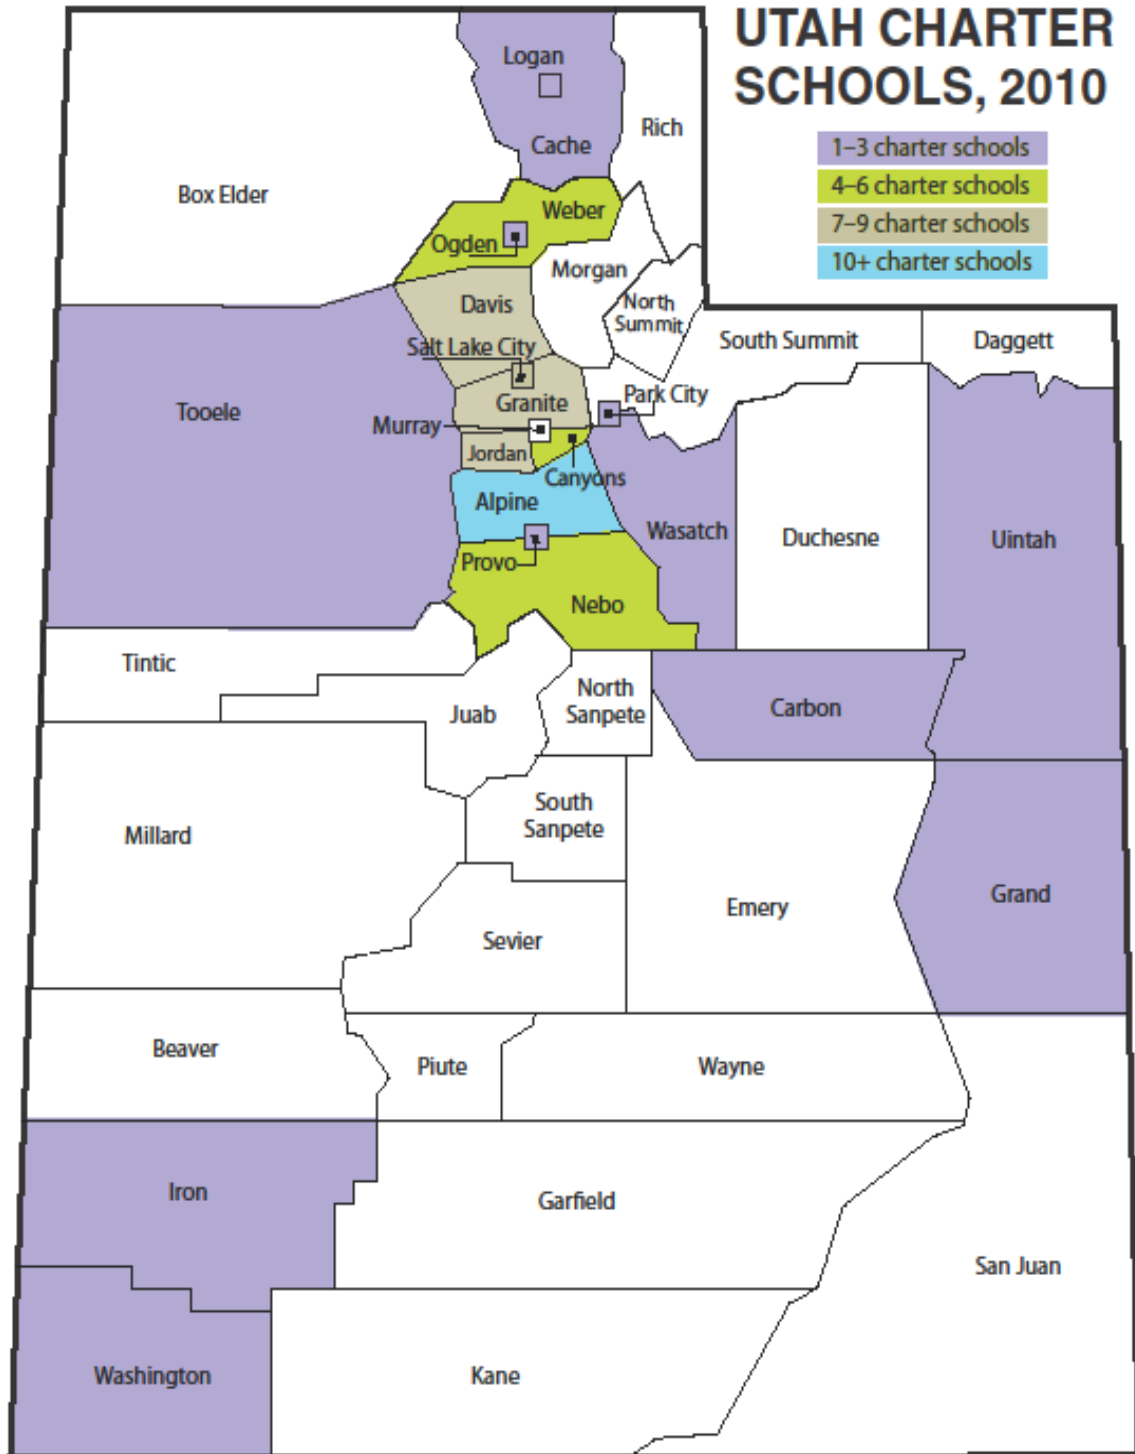 UTAH CHARTER
SCHOOLS, 2010
1–3 charter schools
4–6 charter schools
7–9 charter schools
10+ charter schools
Logan
Cache
Rich
Box Elder
Weber
Ogden
Morgan
Davis
North
Summit
South Summit
Daggett
Salt Lake City
Park City
Granite
Tooele
Murray
Jordan
Canyons
Alpine
Wasatch
Duchesne
Uintah
Provo
Nebo
Tintic
North
Sanpete
Juab
Carbon
South
Sanpete
Millard
Grand
Emery
Sevier
Beaver
Piute
Wayne
Iron
Garfield
San Juan
Washington
Kane